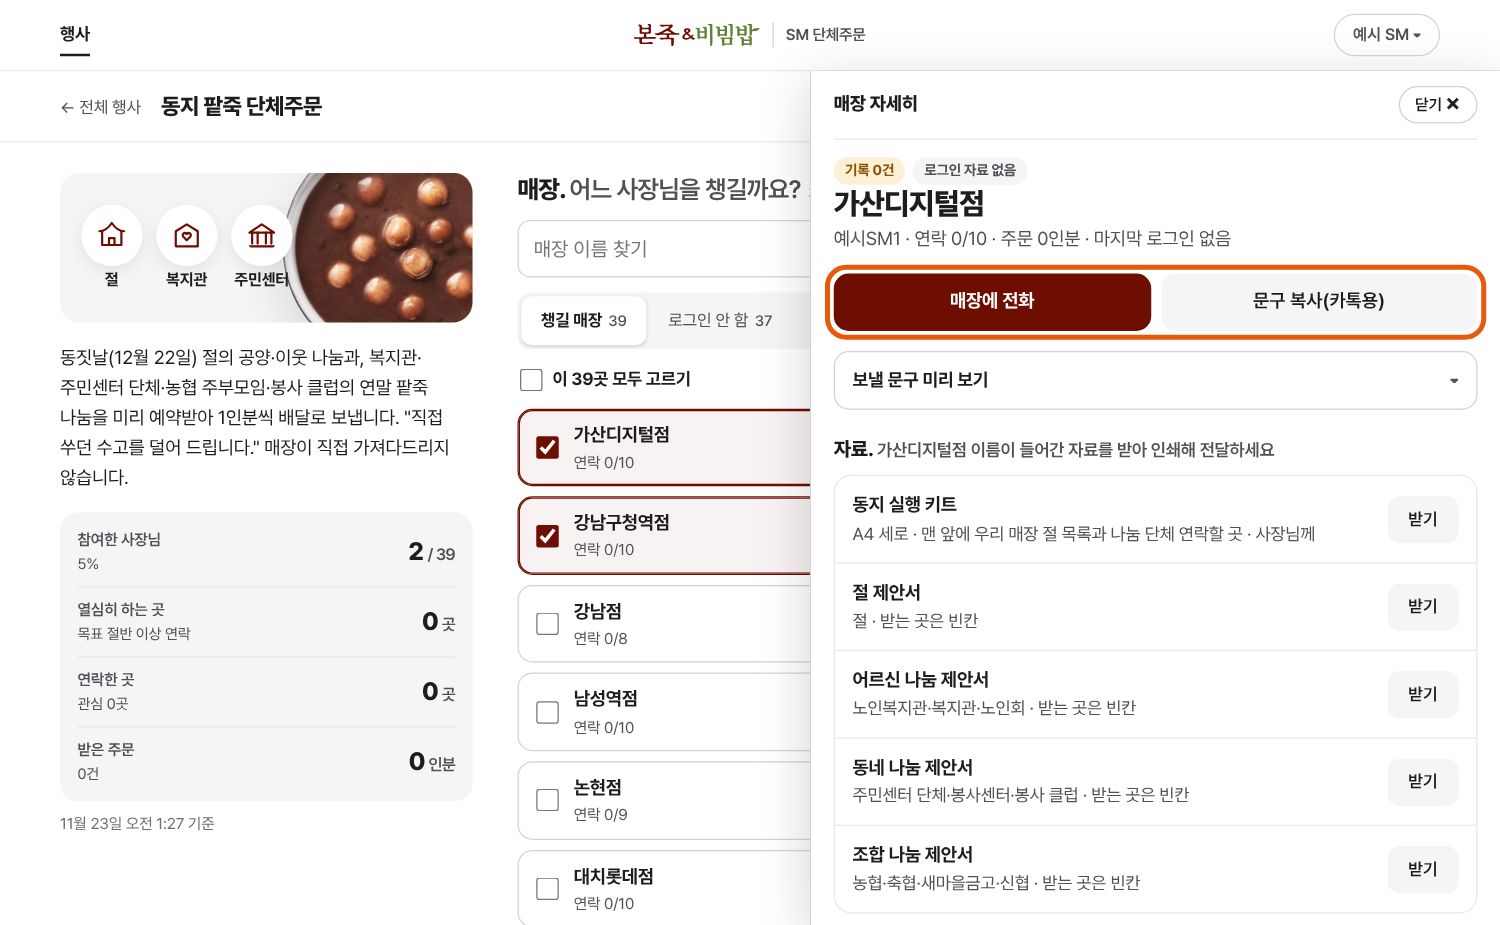 행사
본죽&비빔밥
SM 단체주문
예시 SM
← 전체 행사
동지 팥죽 단체주문
절
복지관
주민센터
동짓날(12월 22일) 절의 공양·이웃 나눔과, 복지관·
주민센터 단체·농협 주부모임·봉사 클럽의 연말 팥죽
나눔을 미리 예약받아 1인분씩 배달로 보냅니다. "직접
쑤던 수고를 덜어 드립니다." 매장이 직접 가져다드리지
않습니다.
참여한 사장님
5%
2 / 39
열심히 하는 곳
목표 절반 이상 연락
0 곳
연락한 곳
관심 0곳
0 곳
받은 주문
0건
0 인분
11월 23일 오전 1:27 기준
매장. 어느 사장님을 챙길까요?
매장 이름 찾기
챙길 매장 39
로그인 안 함 37
이 39곳 모두 고르기
가산디지털점
연락 0/10
강남구청역점
연락 0/10
강남점
연락 0/8
남성역점
연락 0/10
논현점
연락 0/9
대치롯데점
연락 0/10
매장 자세히
닫기 ✕
기록 0건
로그인 자료 없음
가산디지털점
예시SM1 · 연락 0/10 · 주문 0인분 · 마지막 로그인 없음
매장에 전화
문구 복사(카톡용)
보낼 문구 미리 보기
자료. 가산디지털점 이름이 들어간 자료를 받아 인쇄해 전달하세요
동지 실행 키트
A4 세로 · 맨 앞에 우리 매장 절 목록과 나눔 단체 연락할 곳 · 사장님께
받기
절 제안서
절 · 받는 곳은 빈칸
받기
어르신 나눔 제안서
노인복지관·복지관·노인회 · 받는 곳은 빈칸
받기
동네 나눔 제안서
주민센터 단체·봉사센터·봉사 클럽 · 받는 곳은 빈칸
받기
조합 나눔 제안서
농협·축협·새마을금고·신협 · 받는 곳은 빈칸
받기